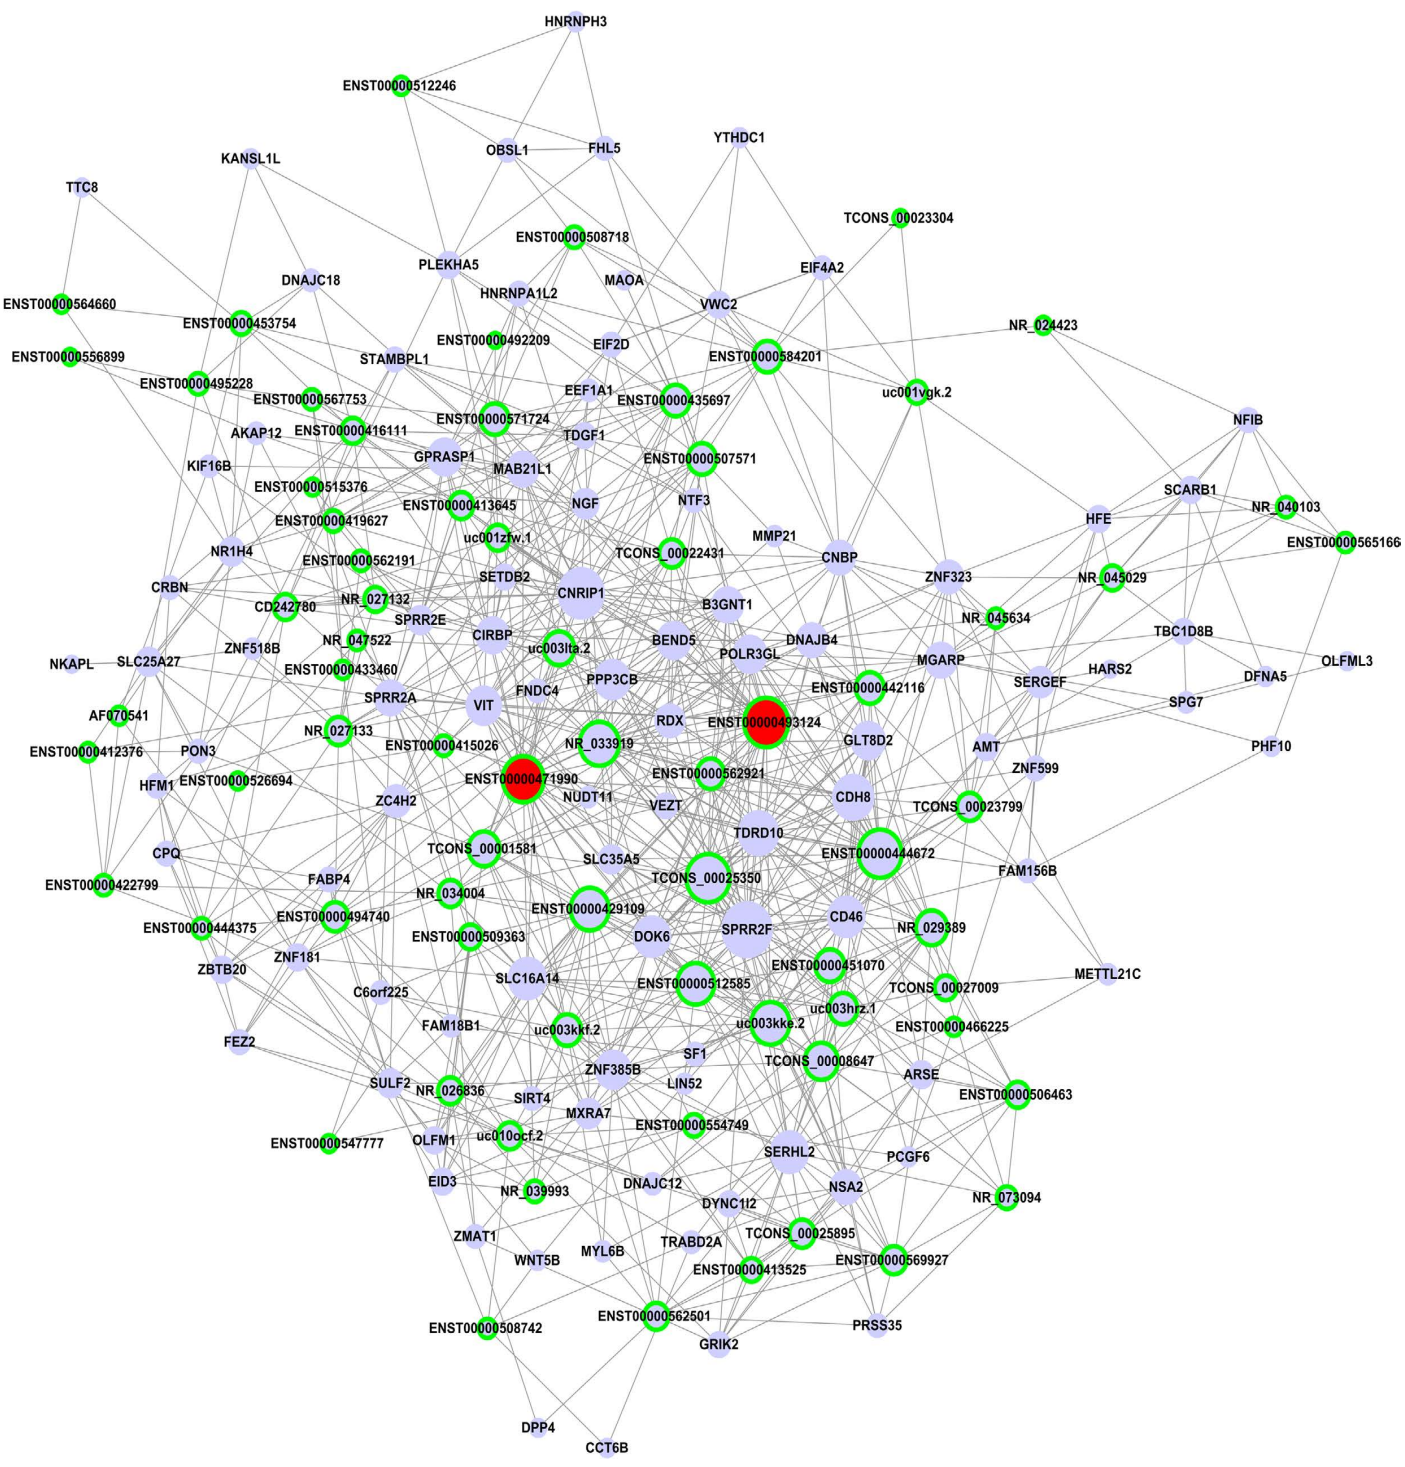 HNRNPH3
ENST00000512246
YTHDC1
OBSL1
FHL5
KANSL1L
TTC8
TCONS_00023304
ENST00000508718
PLEKHA5
EIF4A2
DNAJC18
MAOA
HNRNPA1L2
VWC2
ENST00000564660
ENST00000453754
NR_024423
ENST00000492209
EIF2D
ENST00000556899
STAMBPL1
ENST00000584201
ENST00000495228
EEF1A1
uc001vgk.2
ENST00000567753
ENST00000435697
ENST00000571724
NFIB
ENST00000416111
AKAP12
TDGF1
GPRASP1
ENST00000507571
KIF16B
MAB21L1
ENST00000515376
SCARB1
NTF3
NGF
ENST00000413645
NR_040103
HFE
ENST00000419627
MMP21
uc001zfw.1
ENST00000565166
NR1H4
TCONS_00022431
CNBP
ENST00000562191
SETDB2
ZNF323
NR_045029
CRBN
CNRIP1
NR_027132
B3GNT1
CD242780
NR_045634
SPRR2E
TBC1D8B
CIRBP
NR_047522
BEND5
DNAJB4
ZNF518B
uc003lta.2
POLR3GL
NKAPL
SLC25A27
MGARP
OLFML3
ENST00000433460
HARS2
DFNA5
PPP3CB
SERGEF
ENST00000442116
FNDC4
SPRR2A
SPG7
VIT
AF070541
RDX
ENST00000493124
NR_027133
GLT8D2
ENST00000415026
NR_033919
AMT
PHF10
ENST00000412376
PON3
ZNF599
ENST00000562921
ENST00000526694
ENST00000471990
HFM1
NUDT11
CDH8
ZC4H2
VEZT
TCONS_00023799
TDRD10
TCONS_00001581
CPQ
SLC35A5
ENST00000444672
FAM156B
TCONS_00025350
FABP4
ENST00000422799
NR_034004
ENST00000429109
ENST00000494740
CD46
ENST00000444375
NR_029389
SPRR2F
ENST00000509363
DOK6
ZNF181
ENST00000451070
ZBTB20
METTL21C
SLC16A14
ENST00000512585
TCONS_00027009
C6orf225
uc003hrz.1
uc003kke.2
FAM18B1
ENST00000466225
uc003kkf.2
FEZ2
SF1
TCONS_00008647
ZNF385B
ARSE
SULF2
LIN52
NR_026836
ENST00000506463
SIRT4
MXRA7
ENST00000554749
uc010ocf.2
OLFM1
ENST00000547777
SERHL2
PCGF6
EID3
DNAJC12
NSA2
NR_039993
NR_073094
DYNC1I2
TCONS_00025895
ZMAT1
TRABD2A
MYL6B
WNT5B
ENST00000569927
ENST00000413525
ENST00000562501
PRSS35
ENST00000508742
GRIK2
DPP4
CCT6B